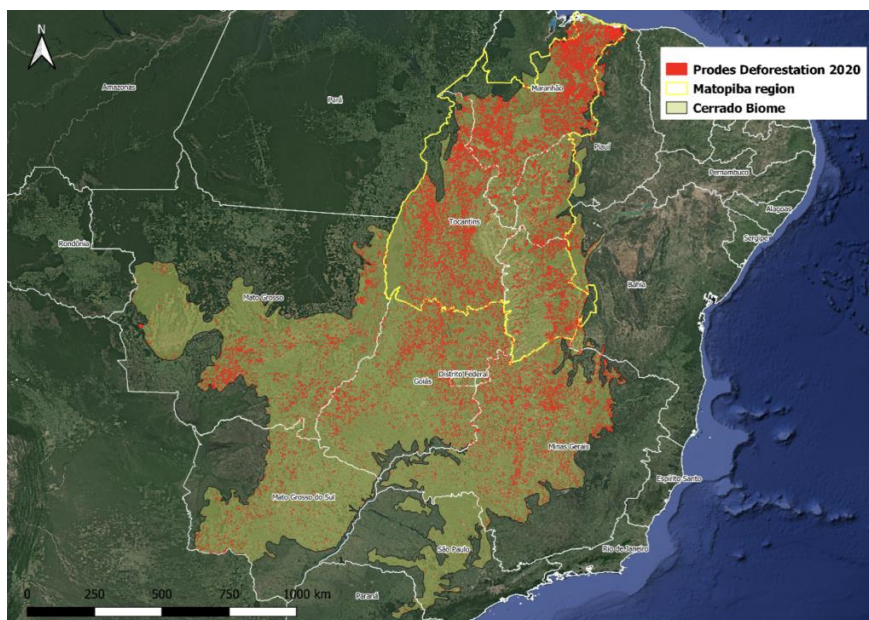 N
Prodes Deforestation 2020
Matopiba region
Cerrado Biome
Amazonas
Pará
Maranhão
Piauí
Pernambuco
Alagoas
Sergipe
Tocantins
Rondônia
Bahia
Mato Grosso
Distrito Federal
Goiás
Minas Gerais
Mato Grosso do Sul
Espírito Santo
São Paulo
Rio de Janeiro
Paraná
0 250 500 750 1000 km